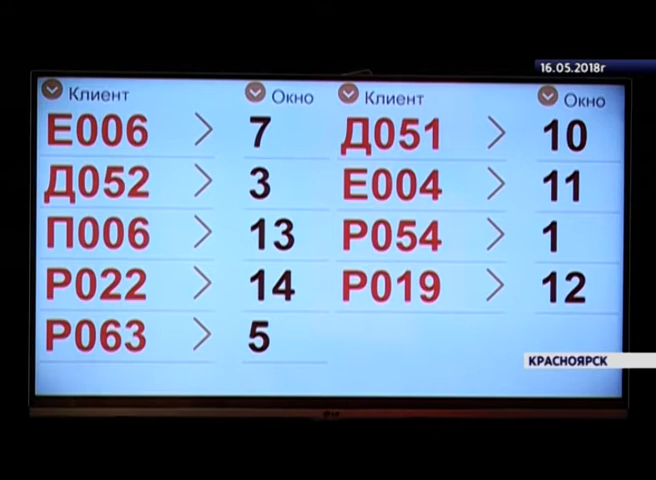 16.05.2018г
Клиент Окно Клиент Окно
Е006 > 7 Д051 > 10
Д052 > 3 Е004 > 11
П006 > 13 Р054 > 1
Р022 > 14 Р019 > 12
Р063 > 5
КРАСНОЯРСК
LG